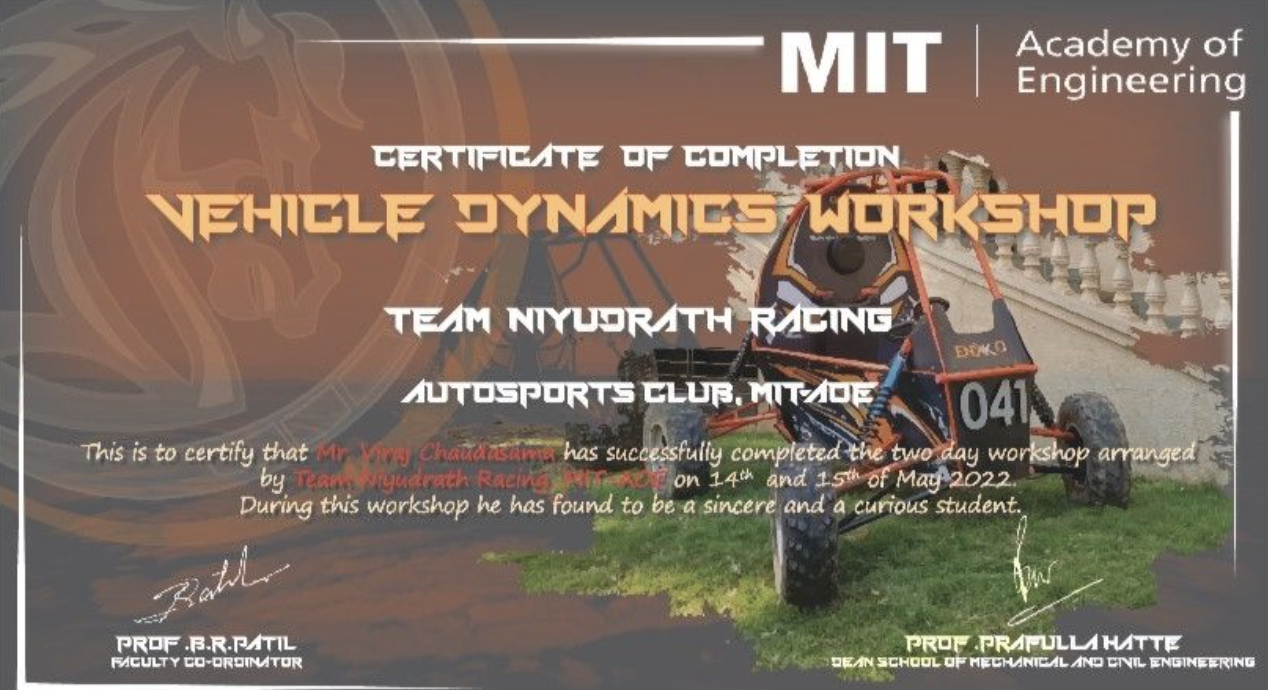 MIT
Academy of
Engineering
CERTIFICATE OF COMPLETION
VEHICLE DYNAMICS WORKSHOP
TEAM NIYUDRATH RACING
AUTOSPORTS CLUB, MIT-AOE
ENDURO
041
This is to certify that Mr. Viraj Chaudasama has successfully completed the two day workshop arranged
by Team Niyudrath Racing, MIT-AOE on 14th and 15th of May 2022.
During this workshop he has found to be a sincere and a curious student.
PROF .B.R.PATIL
FACULTY CO-ORDINATOR
PROF .PRAFULLA HATTE
DEAN SCHOOL OF MECHANICAL AND CIVIL ENGINEERING